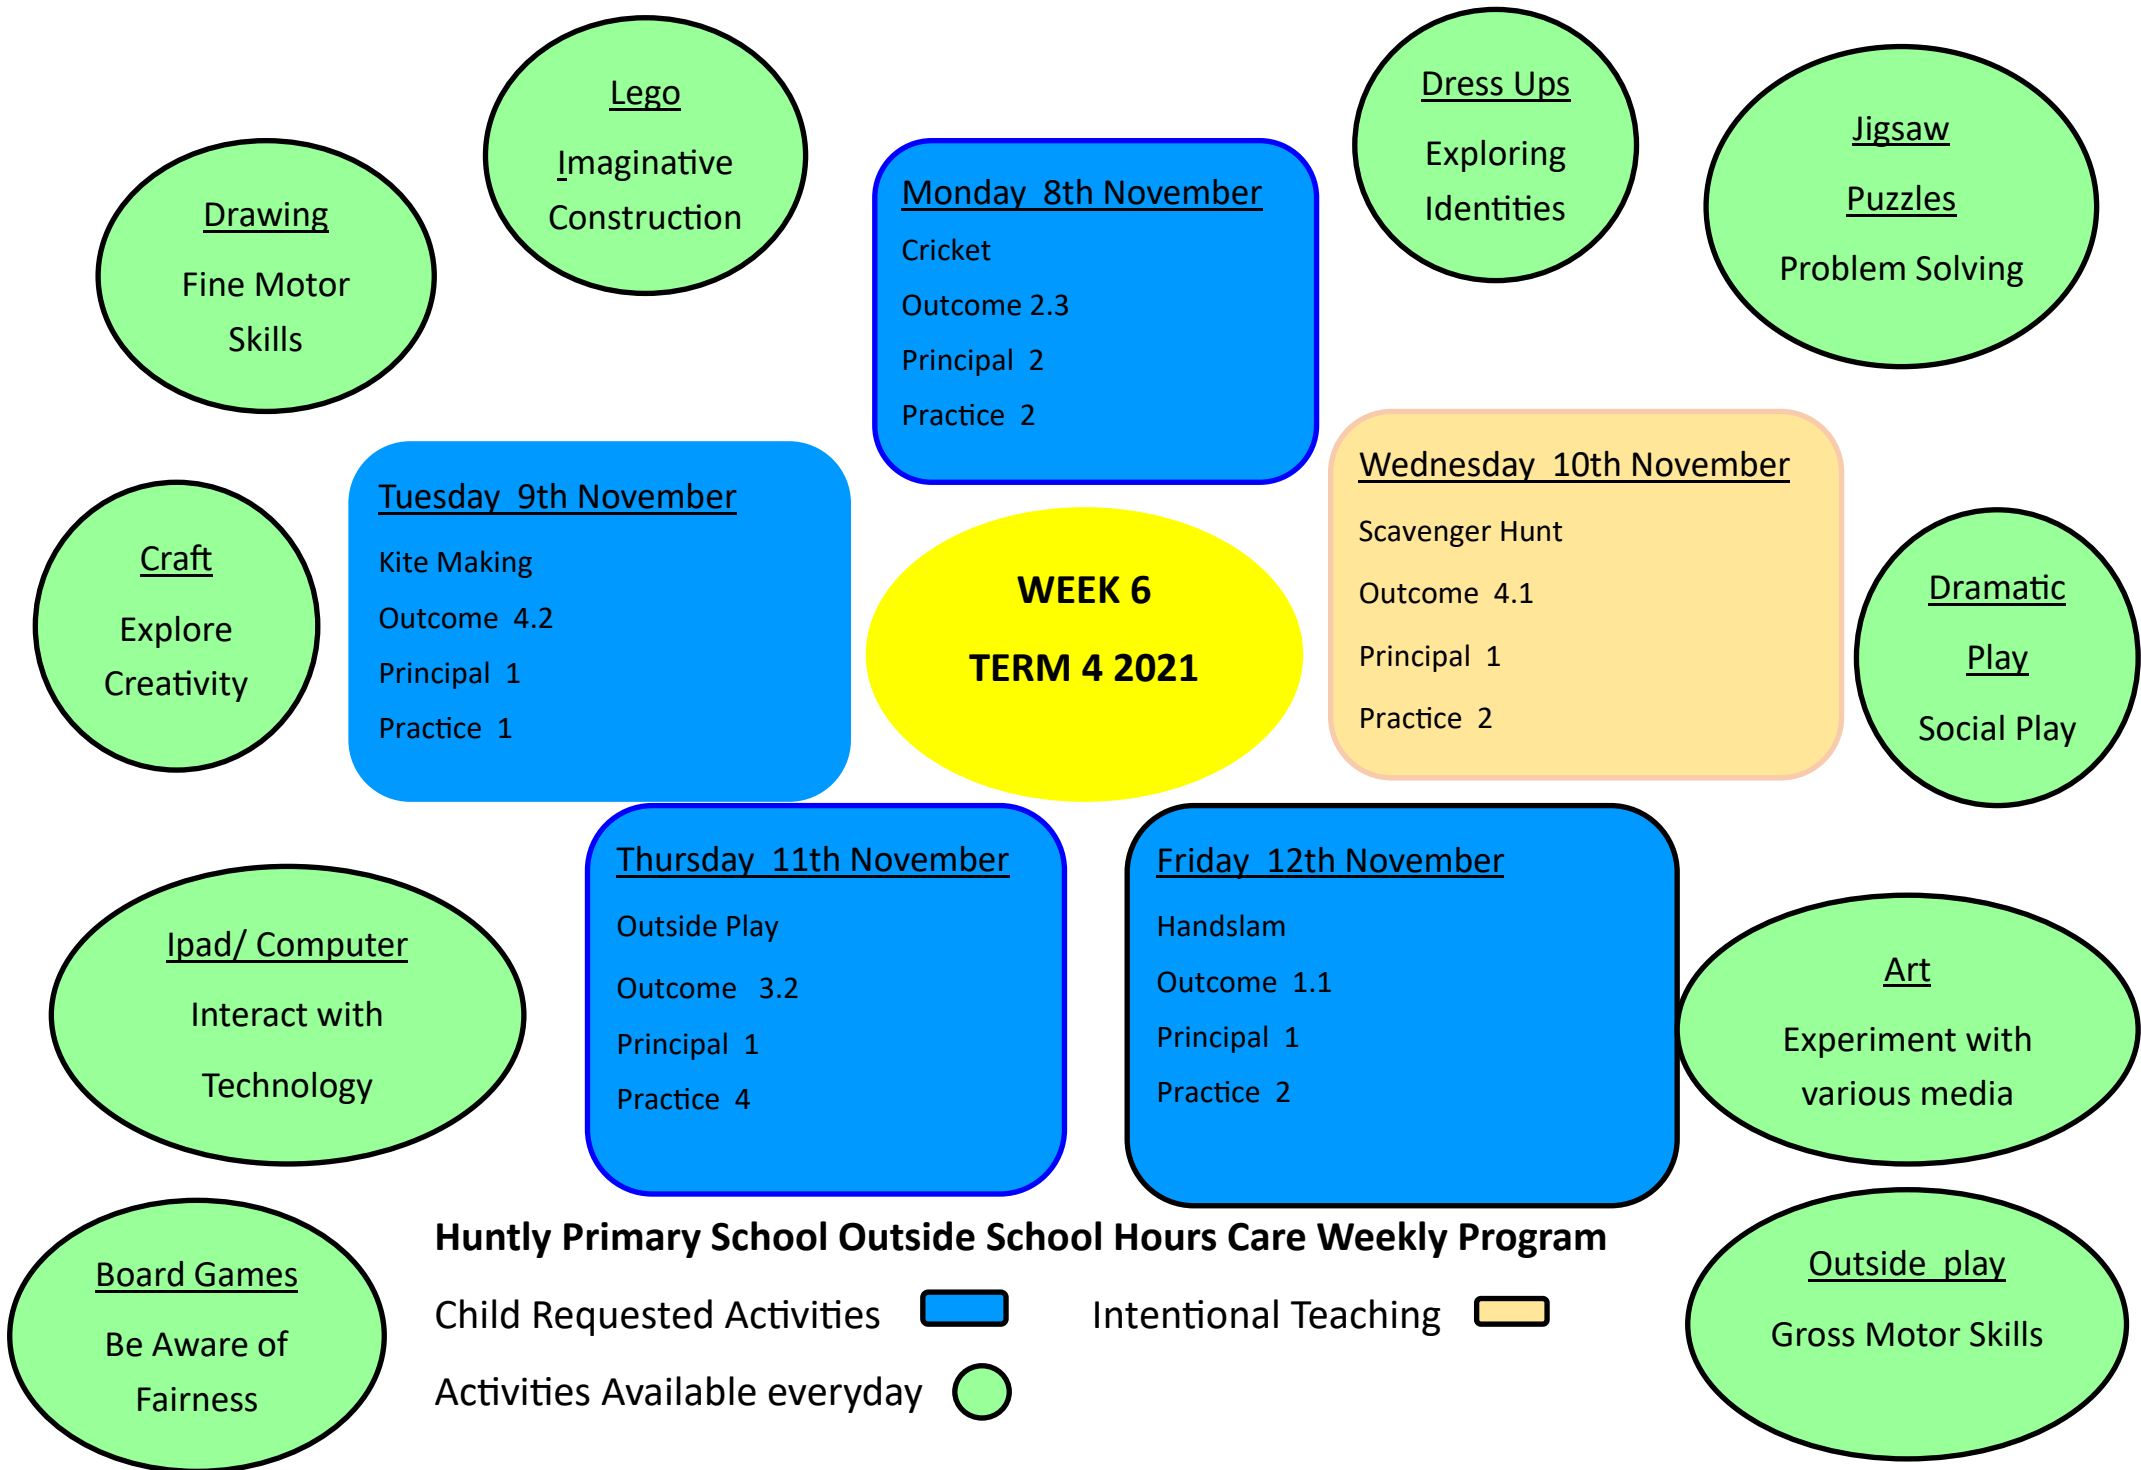 Lego
Imaginative
Construction
Dress Ups
Exploring
Identities
Jigsaw
Puzzles
Problem Solving
Drawing
Fine Motor
Skills
Monday 8th November
Cricket
Outcome 2.3
Principal 2
Practice 2
Tuesday 9th November
Kite Making
Outcome 4.2
Principal 1
Practice 1
WEEK 6
TERM 4 2021
Wednesday 10th November
Scavenger Hunt
Outcome 4.1
Principal 1
Practice 2
Craft
Explore
Creativity
Dramatic
Play
Social Play
Thursday 11th November
Outside Play
Outcome 3.2
Principal 1
Practice 4
Friday 12th November
Handslam
Outcome 1.1
Principal 1
Practice 2
Ipad/ Computer
Interact with
Technology
Art
Experiment with
various media
Board Games
Be Aware of
Fairness
Huntly Primary School Outside School Hours Care Weekly Program
Child Requested Activities
Intentional Teaching
Activities Available everyday
Outside play
Gross Motor Skills